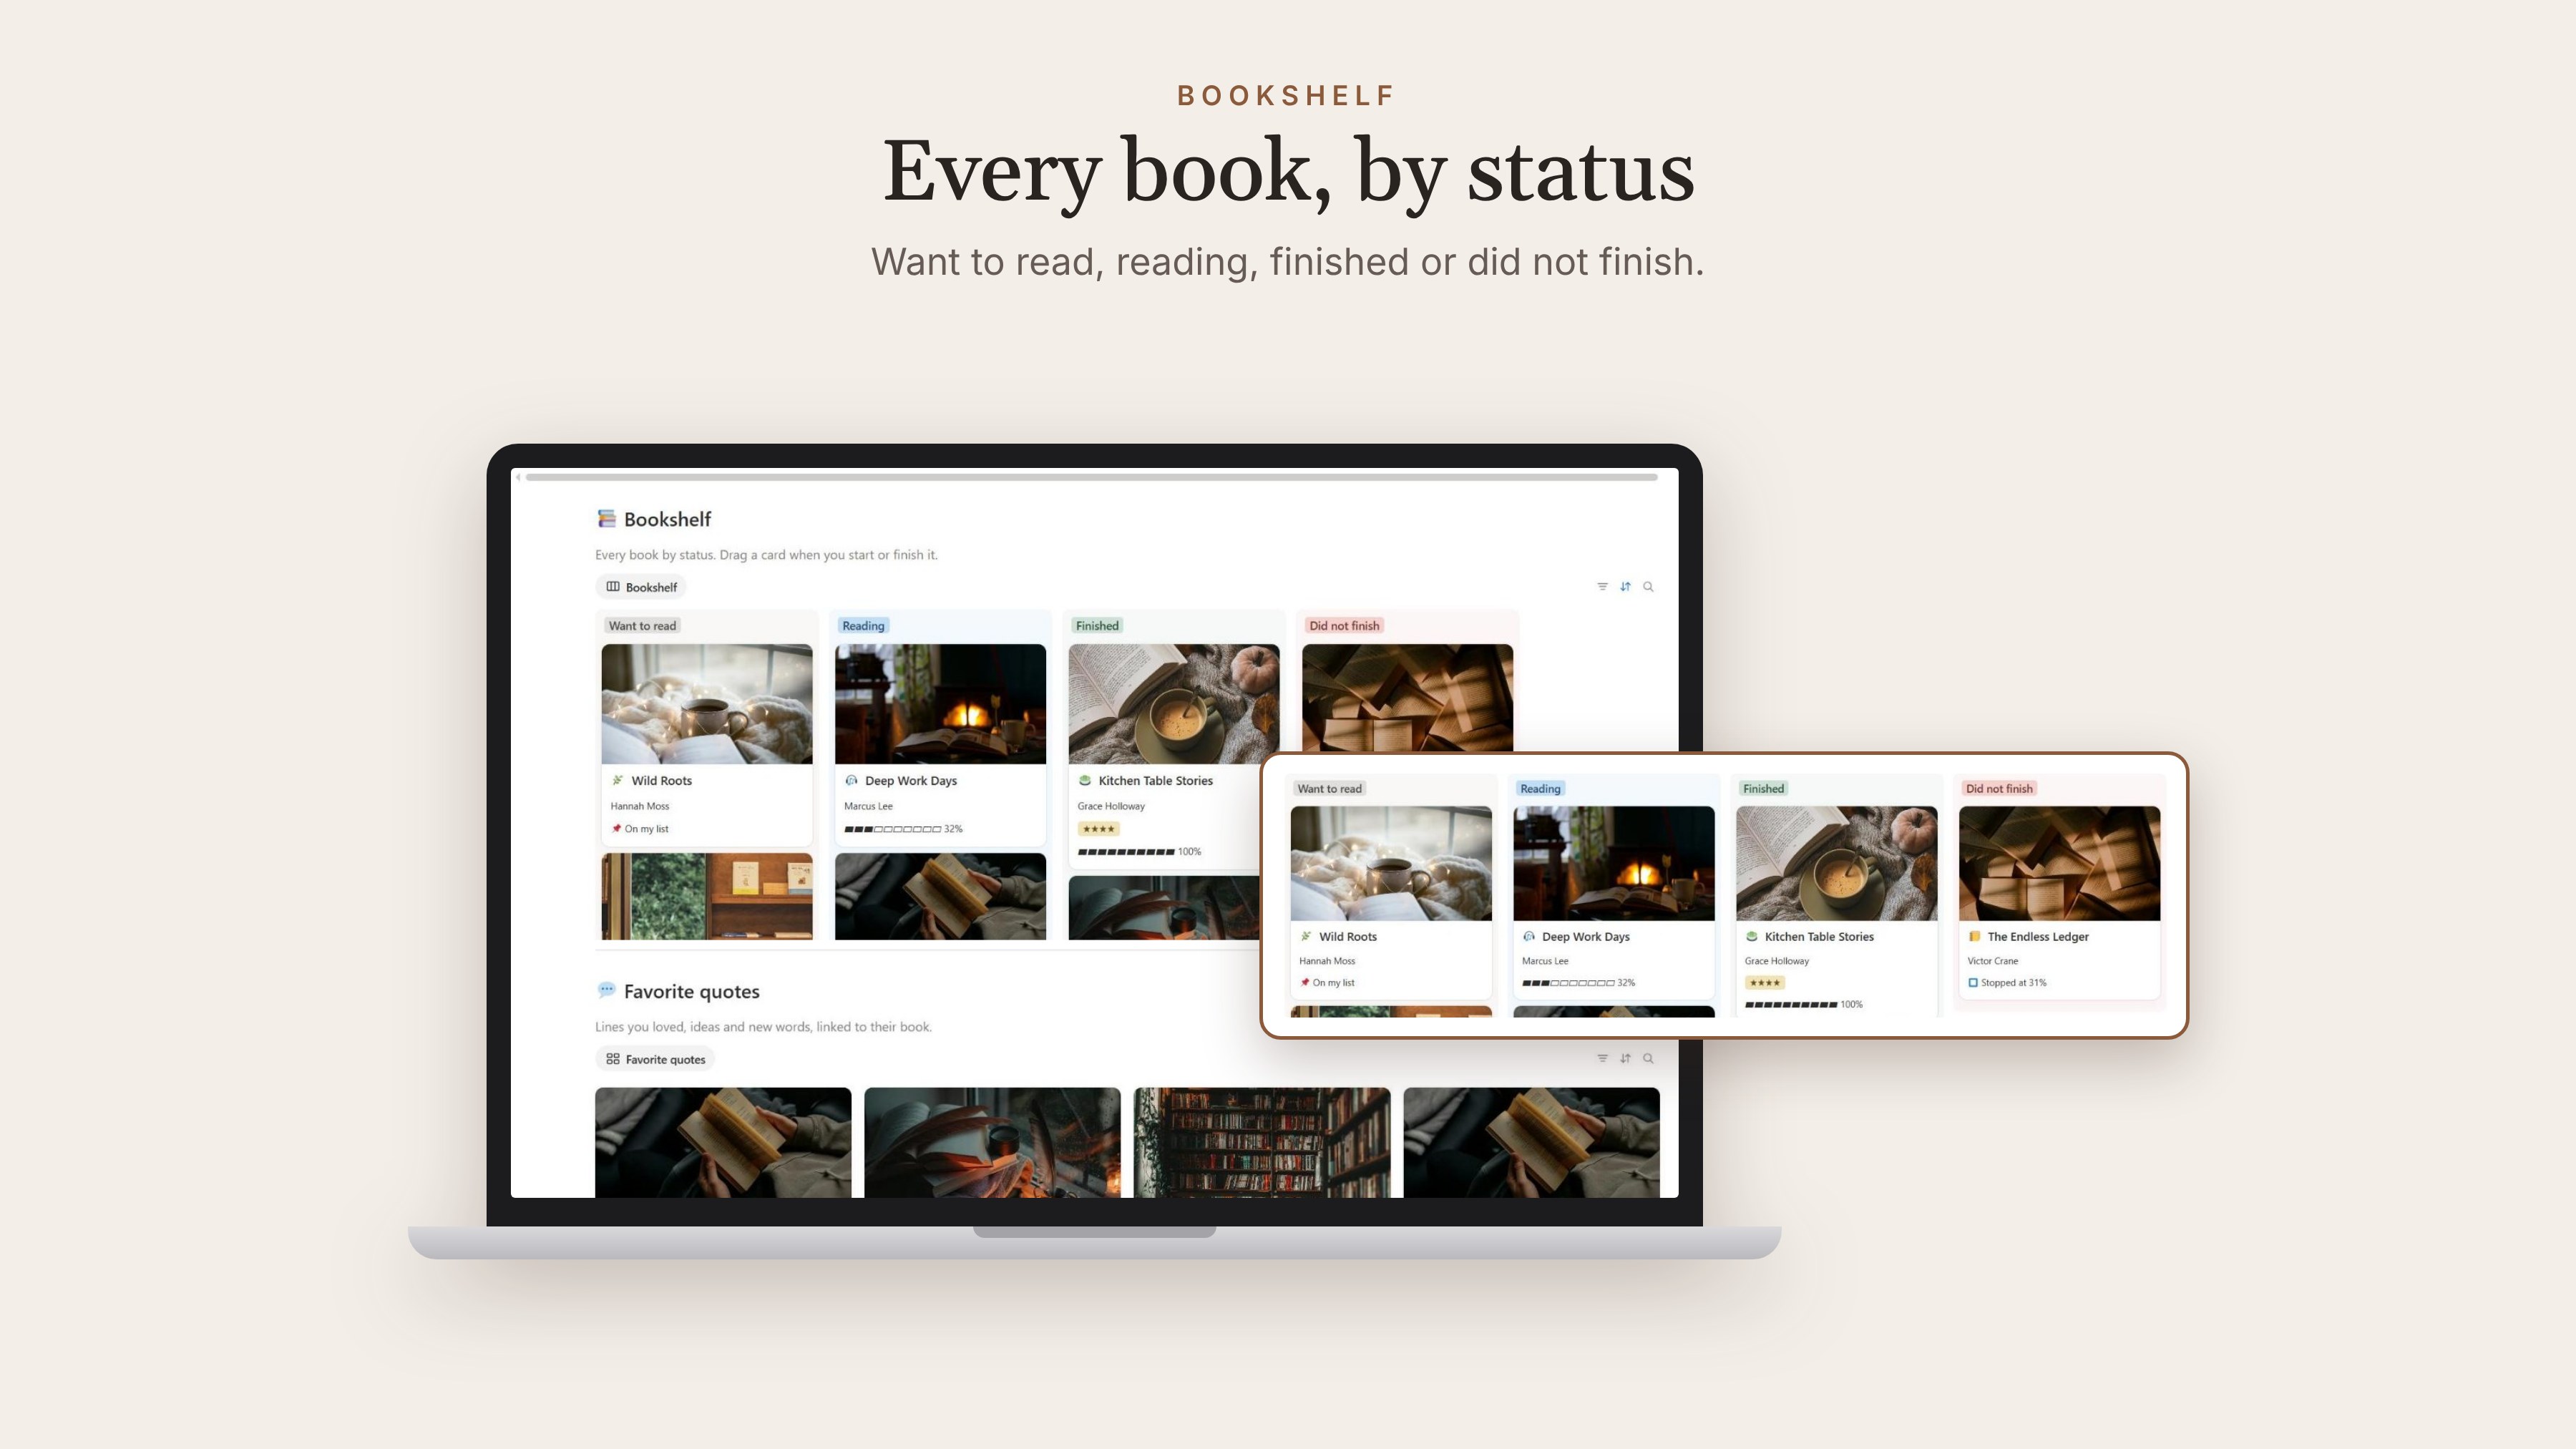 BOOKSHELF
Every book, by status
Want to read, reading, finished or did not finish.
Bookshelf
Every book by status. Drag a card when you start or finish it.
Bookshelf
Want to read
Reading
Finished
Did not finish
Wild Roots
Hannah Moss
On my list
Deep Work Days
Marcus Lee
32%
Kitchen Table Stories
Grace Holloway
★★★★
100%
Want to read
Reading
Finished
Did not finish
Wild Roots
Hannah Moss
On my list
Deep Work Days
Marcus Lee
32%
Kitchen Table Stories
Grace Holloway
★★★★
100%
The Endless Ledger
Victor Crane
Stopped at 31%
Favorite quotes
Lines you loved, ideas and new words, linked to their book.
Favorite quotes